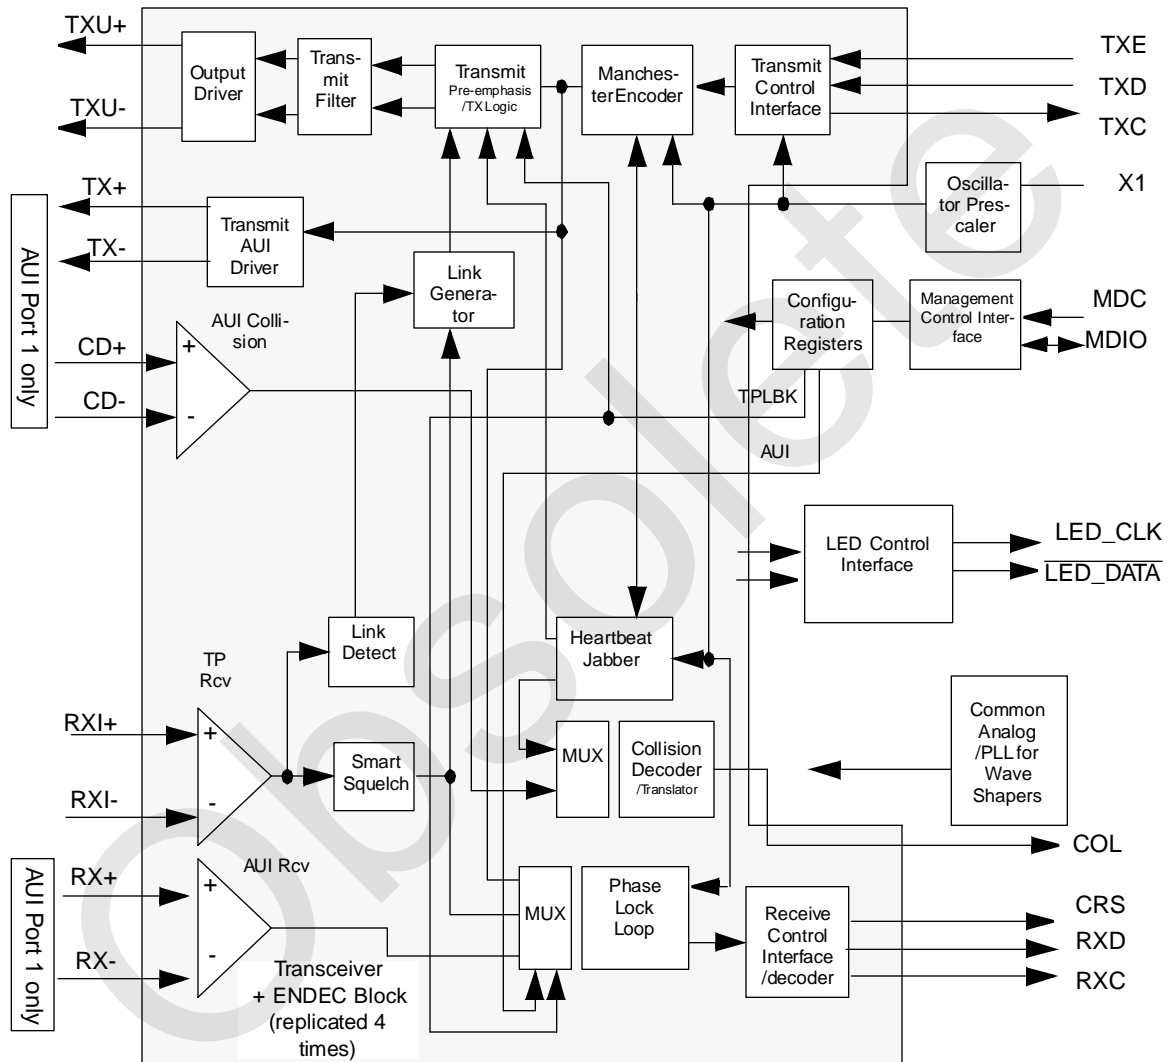 TXU+
TXU-
TX+
TX-
AUI Port 1 only
CD+
CD-
Output
Driver
Trans-
mit
Filter
Transmit
Pre-emphasis
/TX Logic
Manches-
ter Encoder
Transmit
Control
Interface
TXE
TXD
TXC
X1
Oscilla-
tor Pres-
caler
Transmit
AUI
Driver
Link
Genera-
tor
AUI Colli-
sion
+
-
Configu-
ration
Registers
Management
Control Inter-
face
MDC
MDIO
TPLBK
AUI
LED Control
Interface
LED_CLK
LED_DATA
Link
Detect
Heartbeat
Jabber
TP
Rcv
RXI+
RXI-
+
-
Smart
Squelch
MUX
Collision
Decoder
/Translator
Common
Analog
/PLL for
Wave
Shapers
COL
AUI Port 1 only
RX+
RX-
AUI Rcv
+
-
MUX
Phase
Lock
Loop
Receive
Control
Interface
/decoder
CRS
RXD
RXC
Transceiver
+ ENDEC Block
(replicated 4
times)
Obsolete